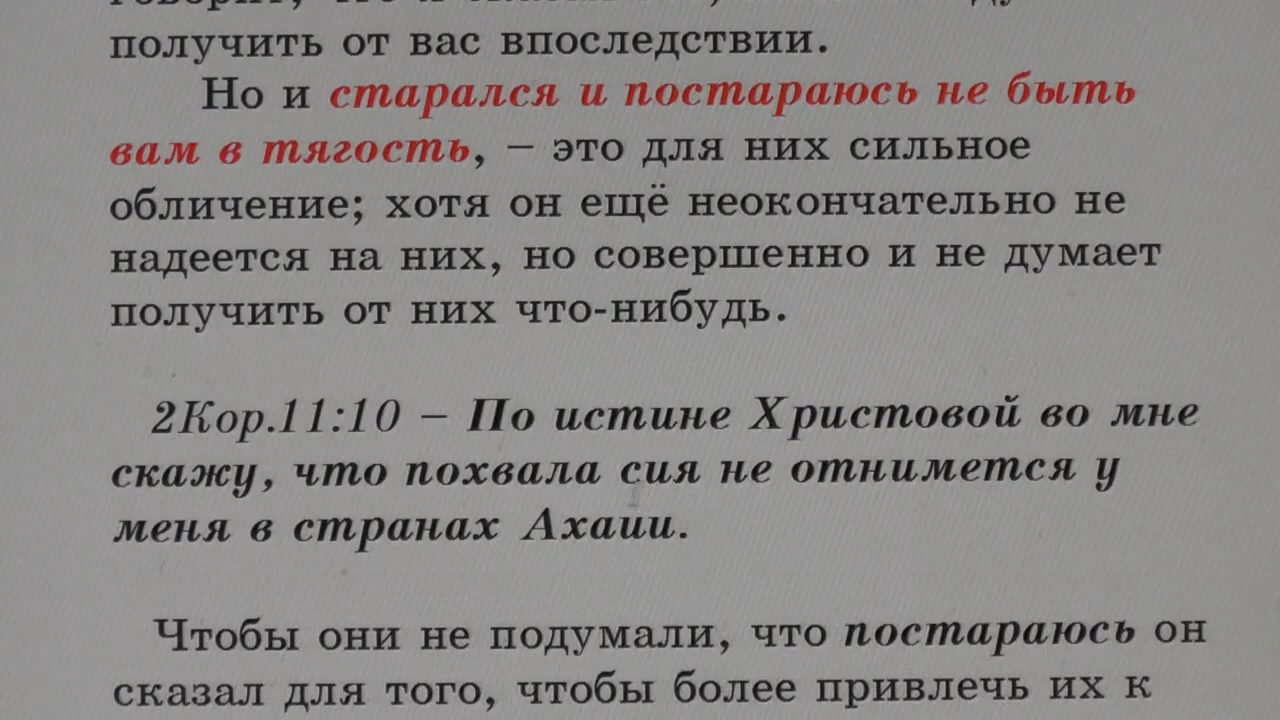 получить от вас впоследствии.
Но и старался и постараюсь не быть
вам в тягость, – это для них сильное
обличение; хотя он ещё неокончательно не
надеется на них, но совершенно и не думает
получить от них что-нибудь.
2Кор.11:10 – По истине Христовой во мне
скажу, что похвала сия не отнимется у
меня в странах Ахаии.
Чтобы они не подумали, что постараюсь он
сказал для того, чтобы более привлечь их к